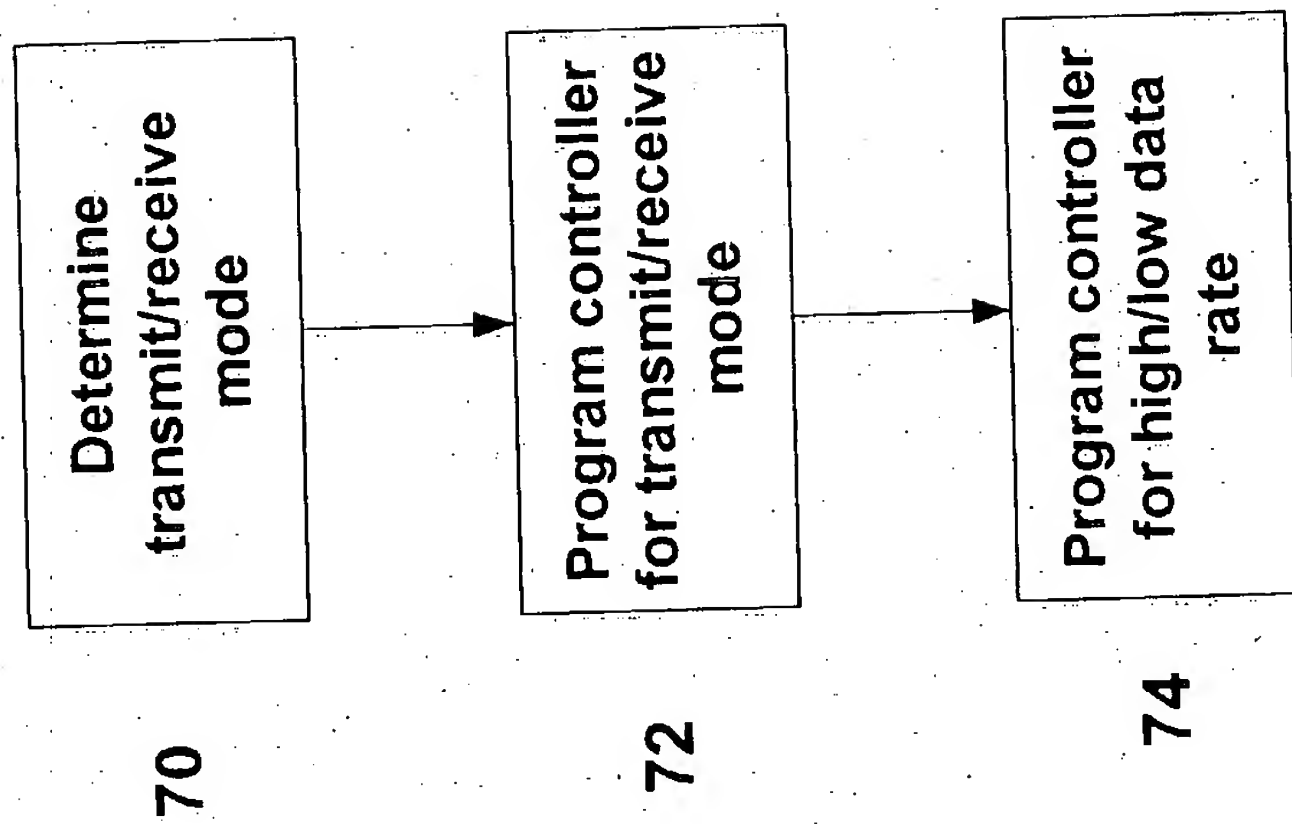 70
Determine
transmit/receive
mode
72
Program controller
for transmit/receive
mode
74
Program controller
for high/low data
rate